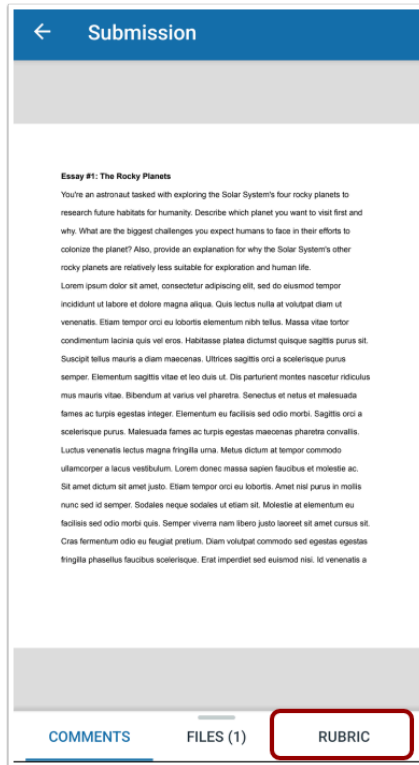 Submission
Essay #1: The Rocky Planets
You're an astronaut tasked with exploring the Solar System's four rocky planets to
research future habitats for humanity. Describe which planet you want to visit first and
why. What are the biggest challenges you expect humans to face in their efforts to
colonize the planet? Also, provide an explanation for why the Solar System's other
rocky planets are relatively less suitable for exploration and human life.
Lorem ipsum dolor sit amet, consectetur adipiscing elit, sed do eiusmod tempor
incididunt ut labore et dolore magna aliqua. Quis lectus nulla at volutpat diam ut
venenatis. Etiam tempor orci eu lobortis elementum nibh tellus. Massa vitae tortor
condimentum lacinia quis vel eros. Habitasse platea dictumst quisque sagittis purus sit.
Suscipit tellus mauris a diam maecenas. Ultrices sagittis orci a scelerisque purus
semper. Elementum sagittis vitae et leo duis ut. Dis parturient montes nascetur ridiculus
mus mauris vitae. Bibendum at varius vel pharetra. Senectus et netus et malesuada
fames ac turpis egestas integer. Elementum eu facilisis sed odio morbi. Sagittis orci a
scelerisque purus. Malesuada fames ac turpis egestas maecenas pharetra convallis.
Luctus venenatis lectus magna fringilla urna. Metus dictum at tempor commodo
ullamcorper a lacus vestibulum. Lorem donec massa sapien faucibus et molestie ac.
Sit amet dictum sit amet justo. Etiam tempor orci eu lobortis. Amet nisl purus in mollis
nunc sed id semper. Sodales neque sodales ut etiam sit. Molestie at elementum eu
facilisis sed odio morbi quis. Semper viverra nam libero justo laoreet sit amet cursus sit.
Cras fermentum odio eu feugiat pretium. Diam volutpat commodo sed egestas egestas
fringilla phasellus faucibus scelerisque. Erat imperdiet sed euismod nisi. Id venenatis a
COMMENTS FILES (1) RUBRIC